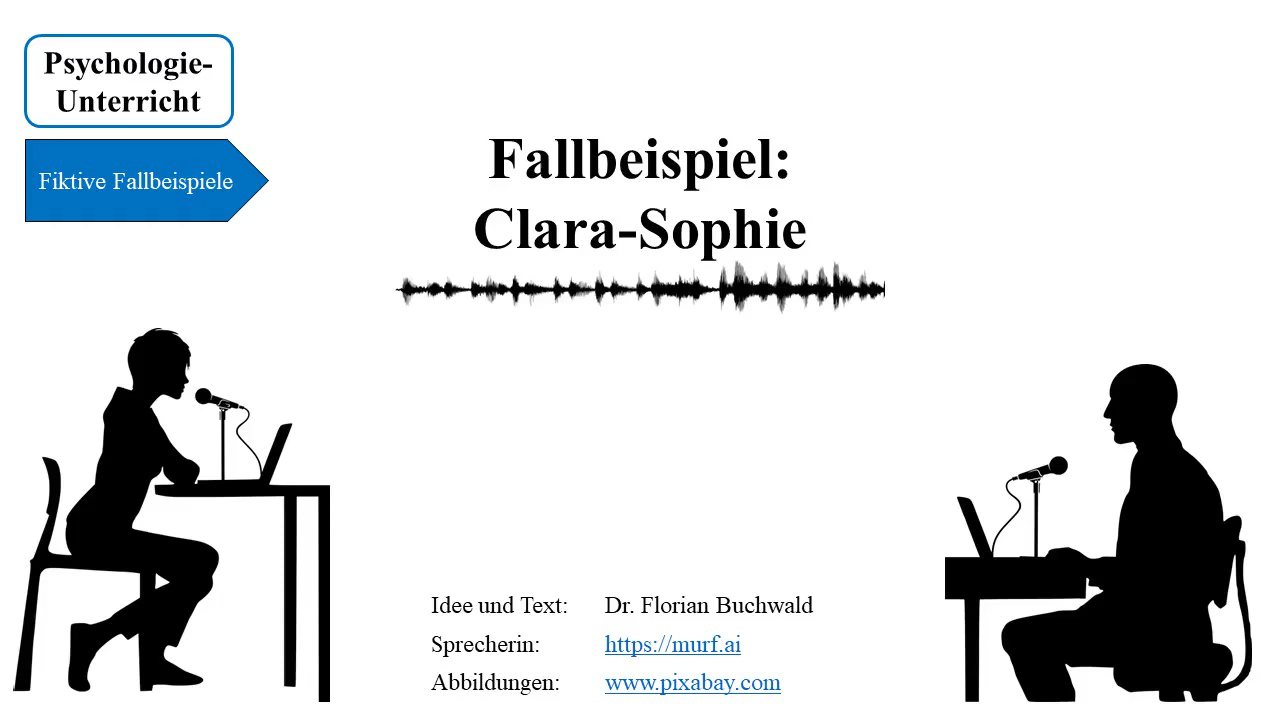 Psychologie-
Unterricht
Fiktive Fallbeispiele
Fallbeispiel:
Clara-Sophie
Idee und Text: Dr. Florian Buchwald
Sprecherin: https://murf.ai
Abbildungen: www.pixabay.com